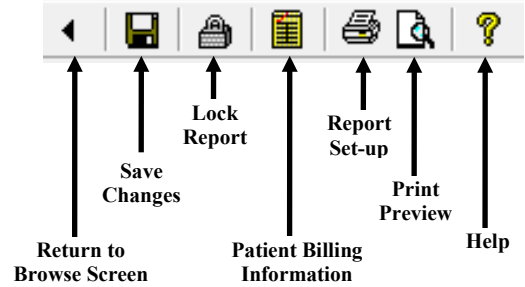 Lock
Report
Report
Set-up
Save
Changes
Print
Preview
Return to
Browse Screen
Patient Billing
Information
Help